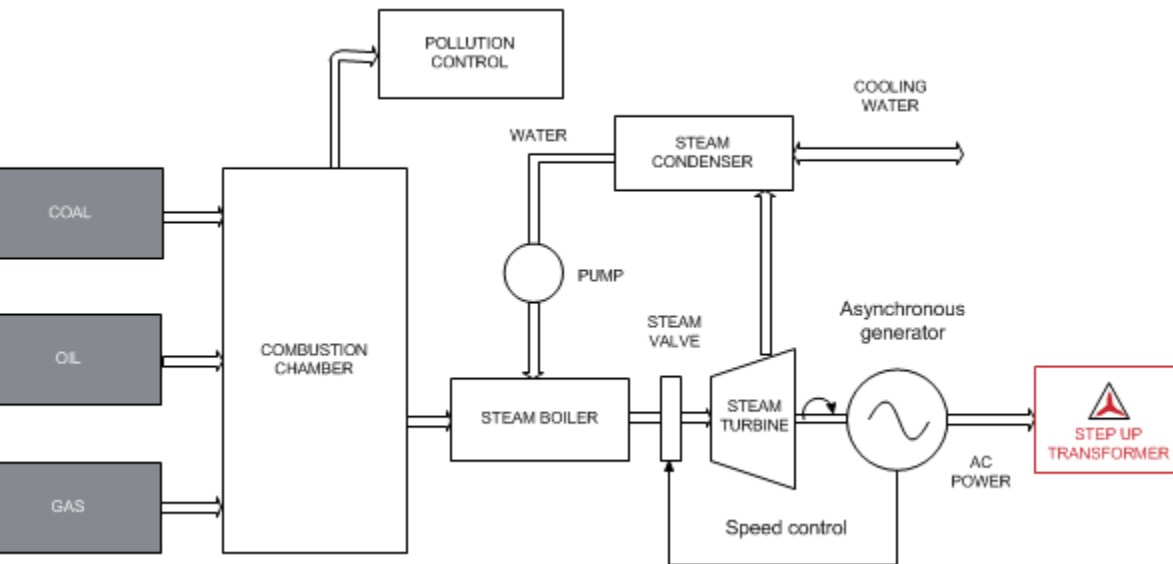 POLLUTION
CONTROL
COOLING
WATER
WATER
STEAM
CONDENSER
COAL
PUMP
OIL
COMBUSTION
CHAMBER
STEAM
VALVE
Asynchronous
generator
STEAM BOILER
STEAM
TURBINE
STEP UP
TRANSFORMER
AC
POWER
GAS
Speed control